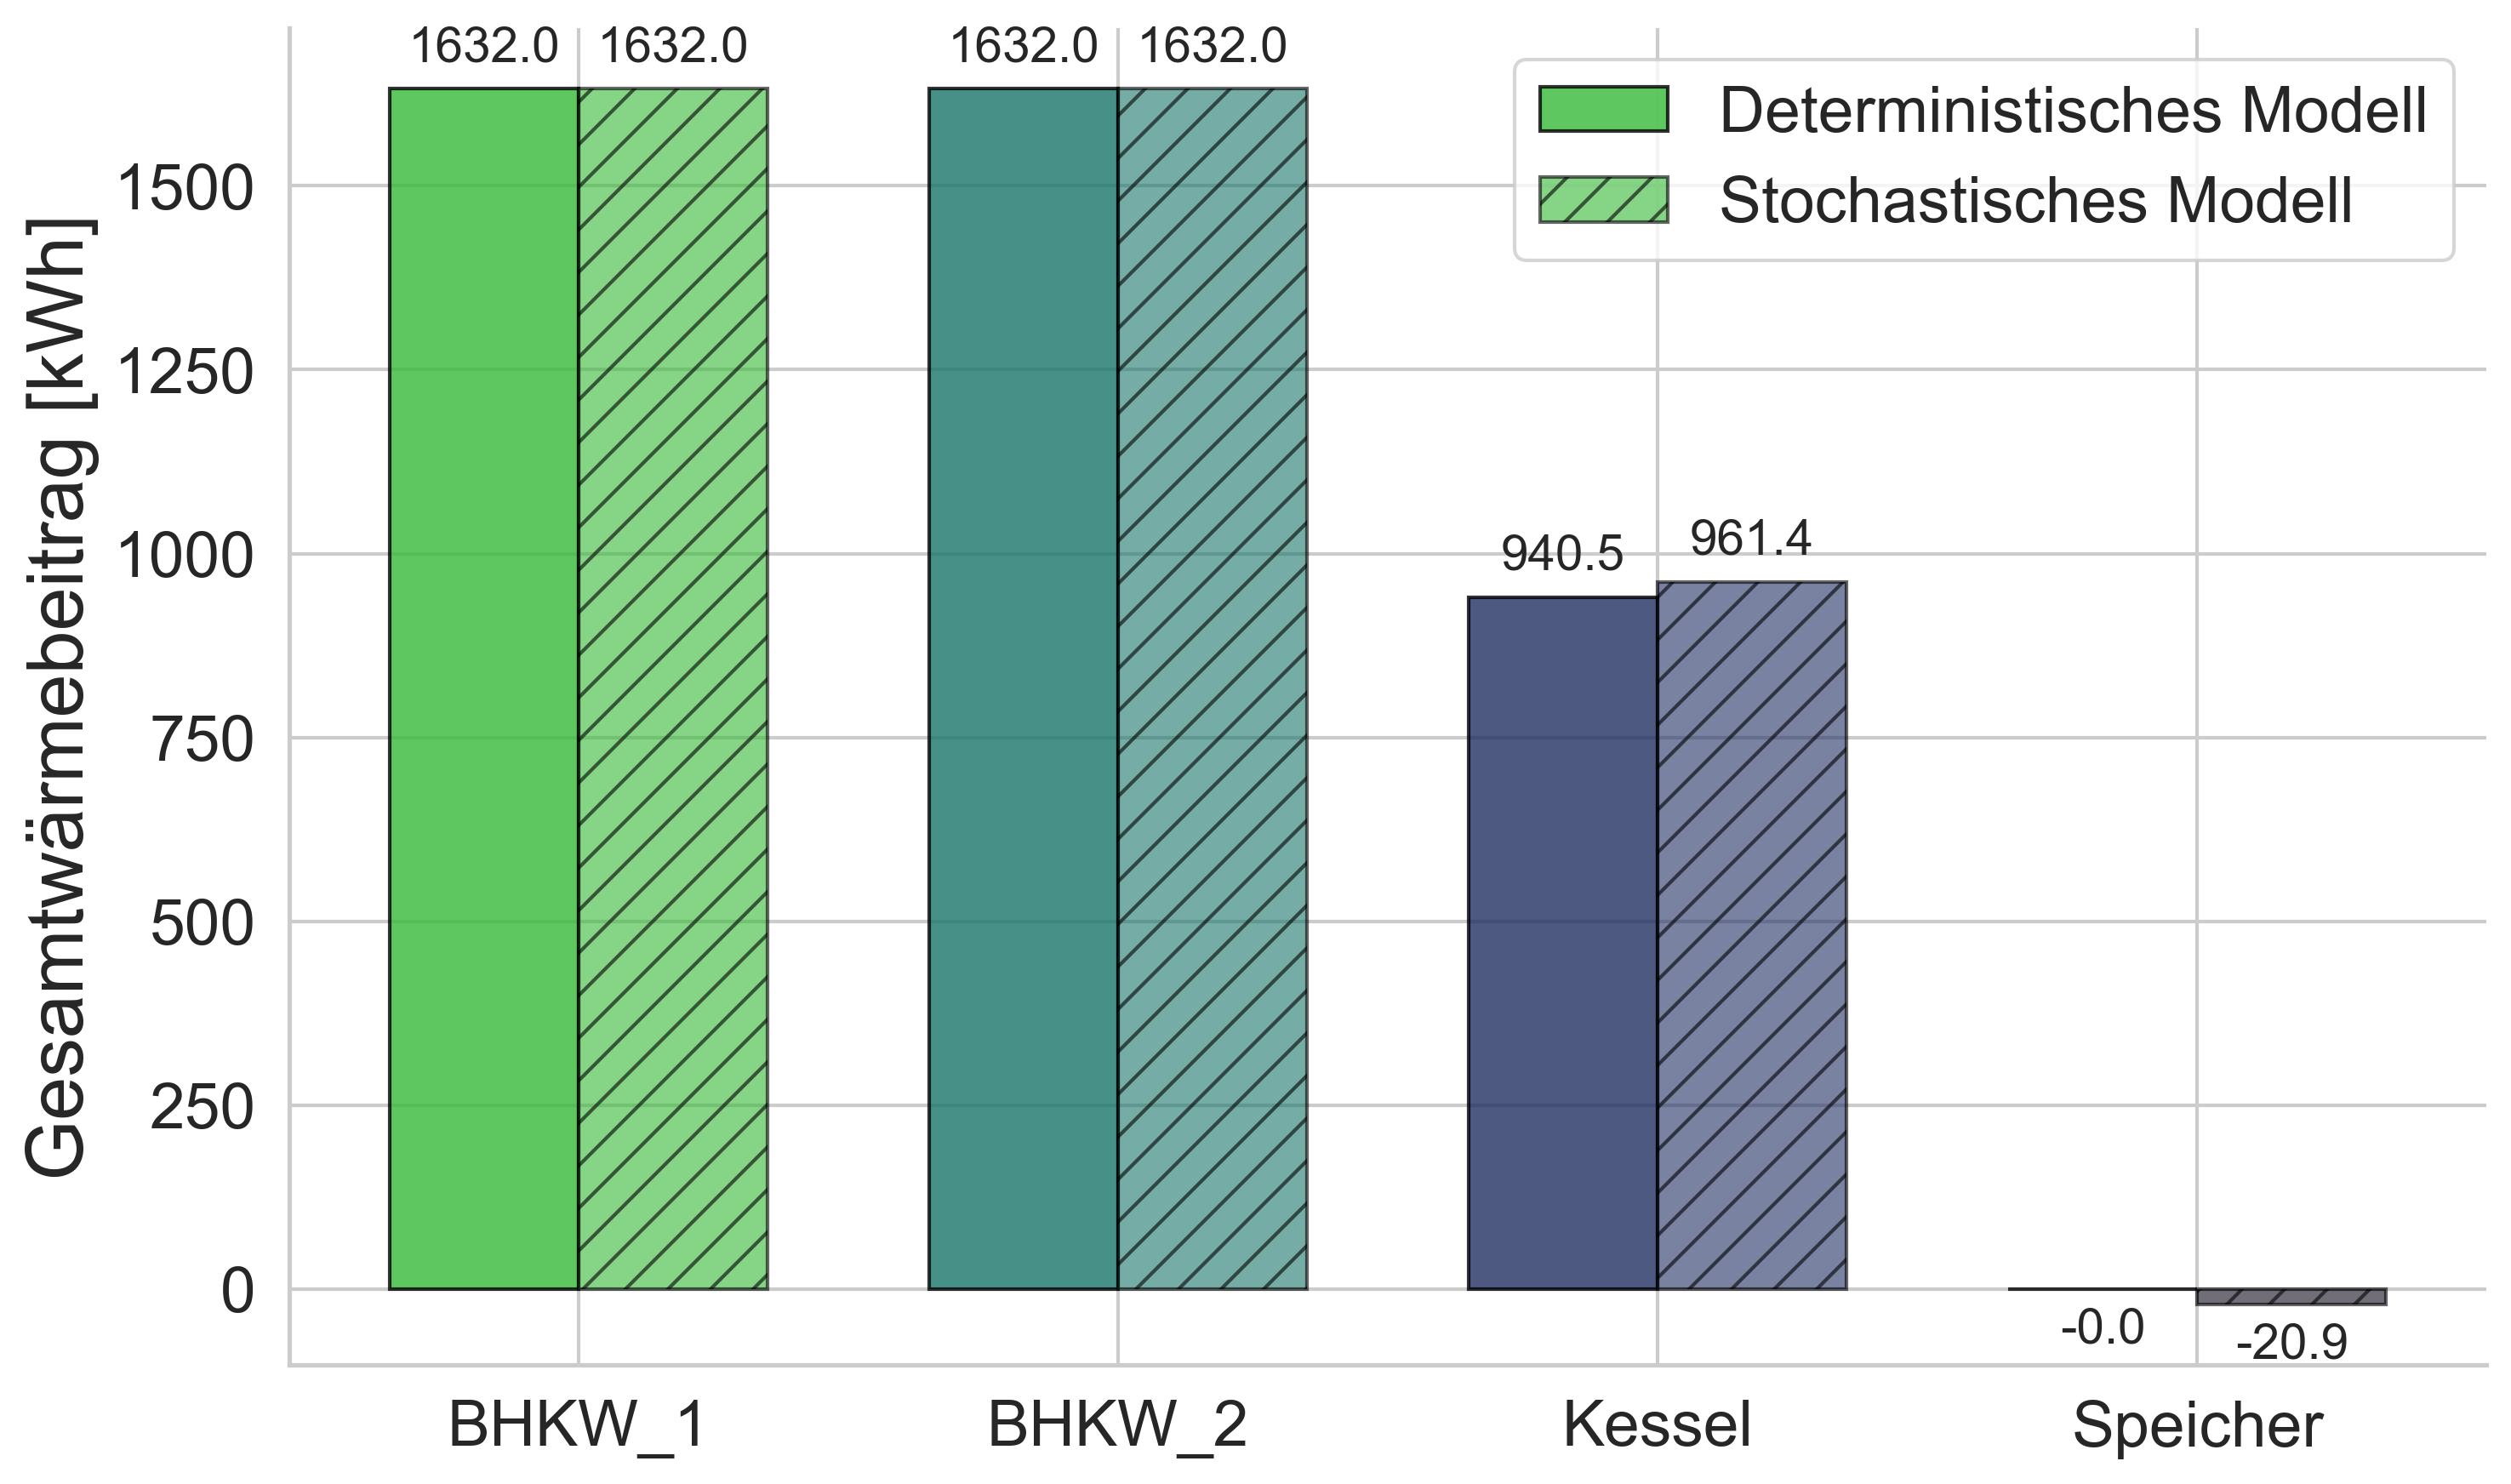 1632.0 1632.0 1632.0 1632.0
Deterministisches Modell
Stochastisches Modell
Gesamtwärmebeitrag [kWh]
1500
1250
1000
750
500
250
0
940.5 961.4
-0.0 -20.9
BHKW_1 BHKW_2 Kessel Speicher